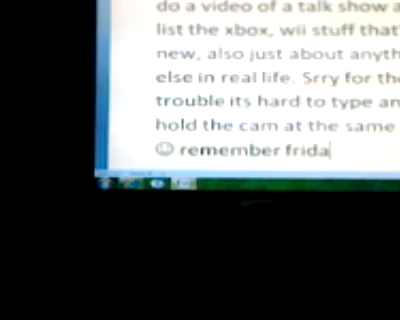 do a video of a talk show a
list the xbox, wii stuff that'
new, also just about anyth
else in real life. Srry for the
trouble its hard to type an
hold the cam at the same
☺ remember frida